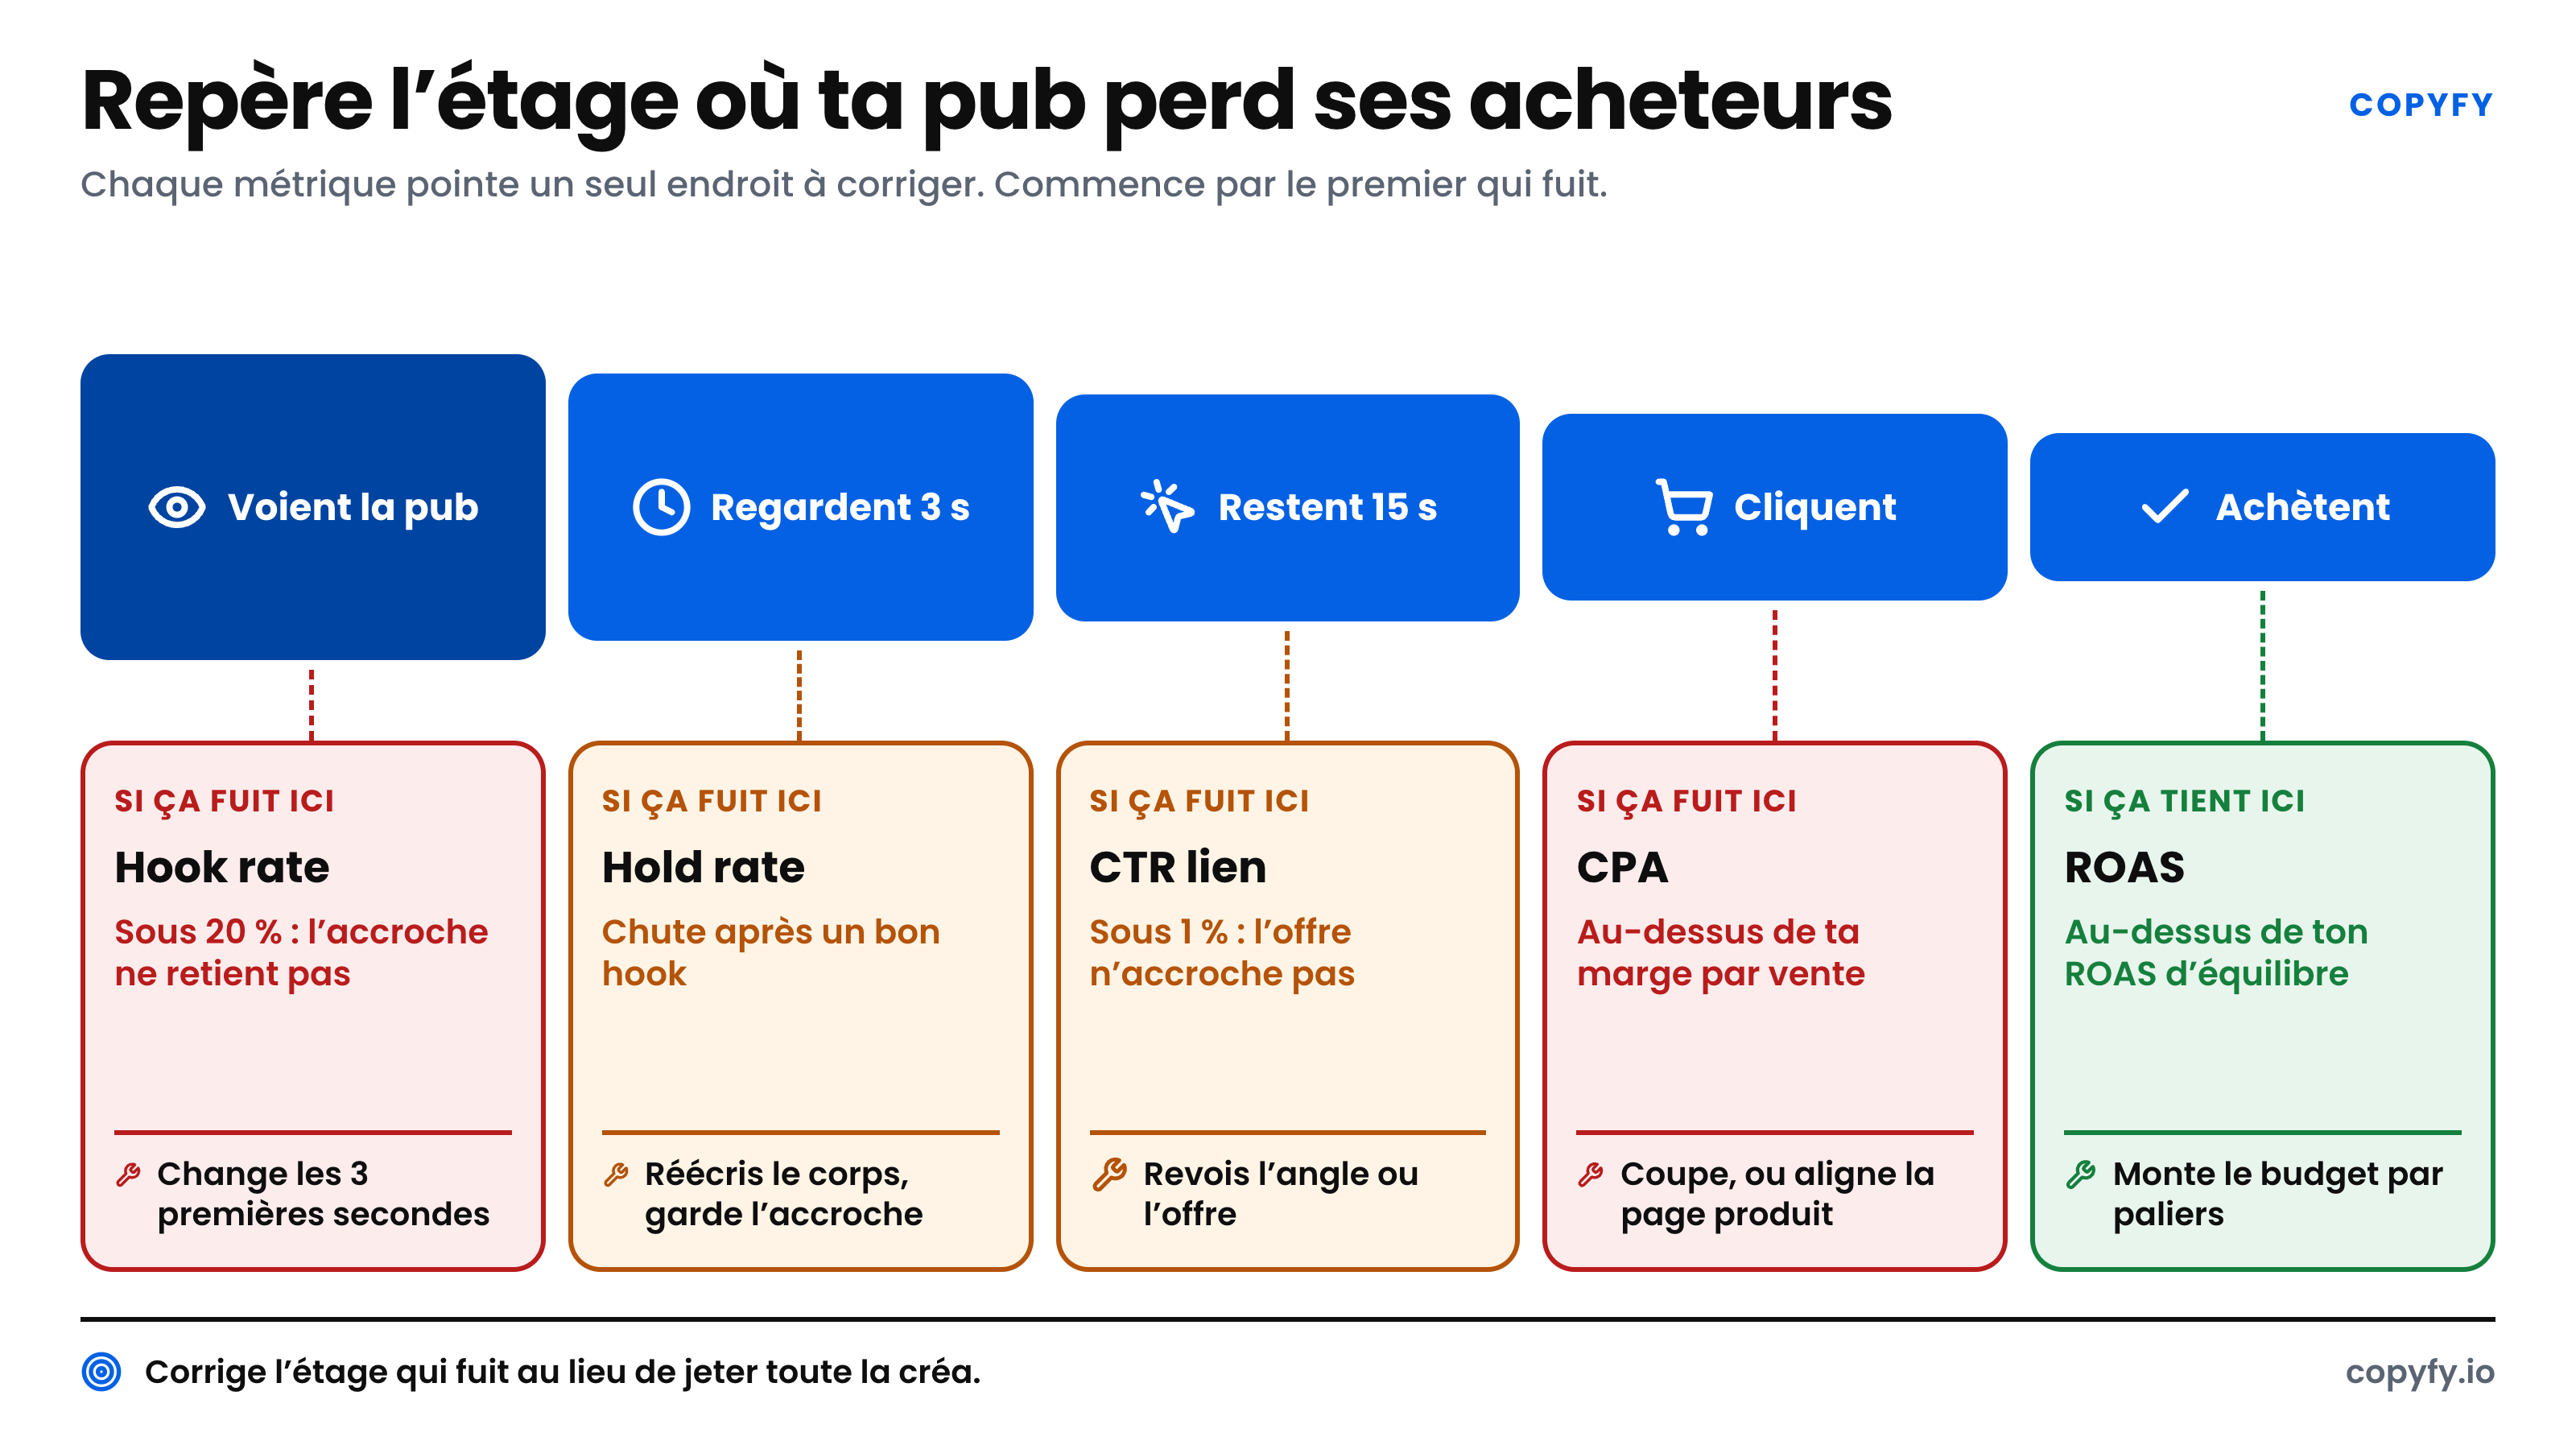 Repère l’étage où ta pub perd ses acheteurs
COPYFY
Chaque métrique pointe un seul endroit à corriger. Commence par le premier qui fuit.
Voient la pub
Regardent 3 s
Restent 15 s
Cliquent
Achètent
SI ÇA FUIT ICI
Hook rate
Sous 20 % : l’accroche
ne retient pas
Change les 3
premières secondes
SI ÇA FUIT ICI
Hold rate
Chute après un bon
hook
Réécris le corps,
garde l’accroche
SI ÇA FUIT ICI
CTR lien
Sous 1 % : l’offre
n’accroche pas
Revois l’angle ou
l’offre
SI ÇA FUIT ICI
CPA
Au-dessus de ta
marge par vente
Coupe, ou aligne la
page produit
SI ÇA TIENT ICI
ROAS
Au-dessus de ton
ROAS d’équilibre
Monte le budget par
paliers
Corrige l’étage qui fuit au lieu de jeter toute la créa.
copyfy.io